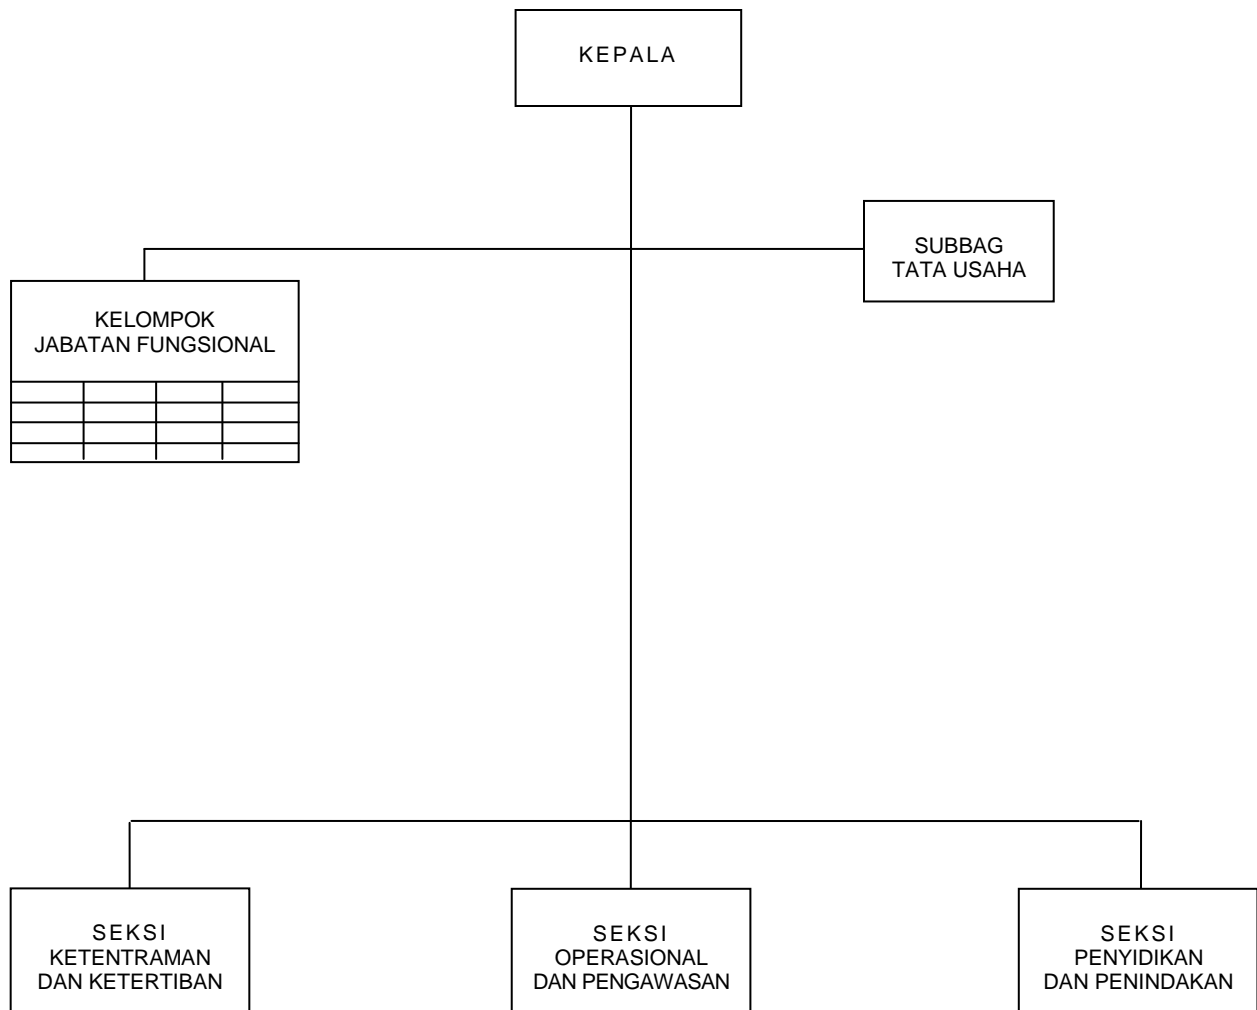 KEPALA
SUBBAG
TATA USAHA
KELOMPOK
JABATAN FUNGSIONAL
SEKSI
KETENTRAMAN
DAN KETERTIBAN
SEKSI
OPERASIONAL
DAN PENGAWASAN
SEKSI
PENYIDIKAN
DAN PENINDAKAN